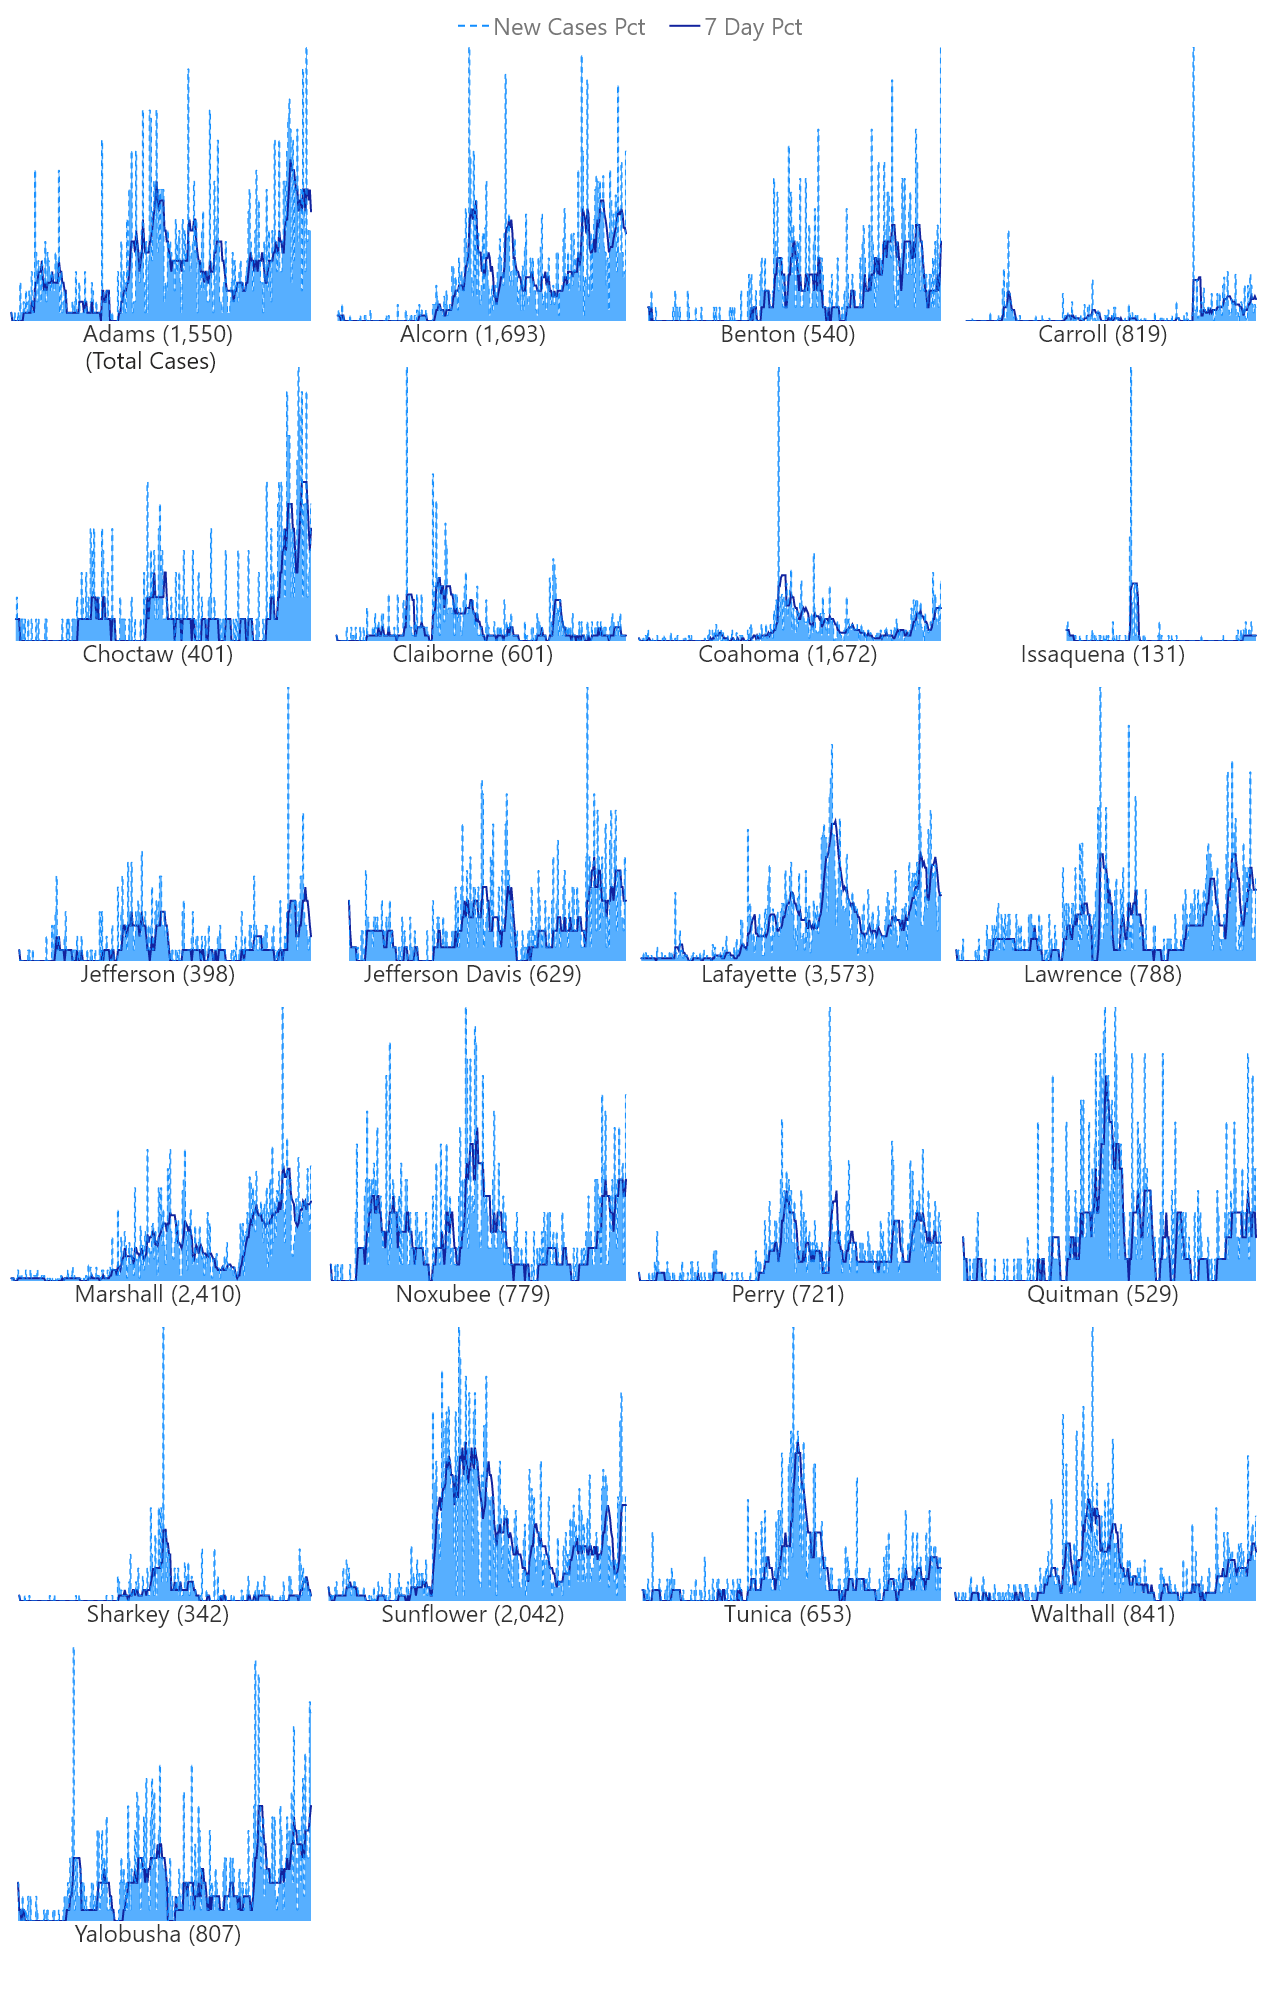 New Cases Pct 7 Day Pct
Adams (1,550) Alcorn (1,693) Benton (540) Carroll (819)
(Total Cases)
Choctaw (401) Claiborne (601) Coahoma (1,672) Issaquena (131)
Jefferson (398) Jefferson Davis (629) Lafayette (3,573) Lawrence (788)
Marshall (2,410) Noxubee (779) Perry (721) Quitman (529)
Sharkey (342) Sunflower (2,042) Tunica (653) Walthall (841)
Yalobusha (807)